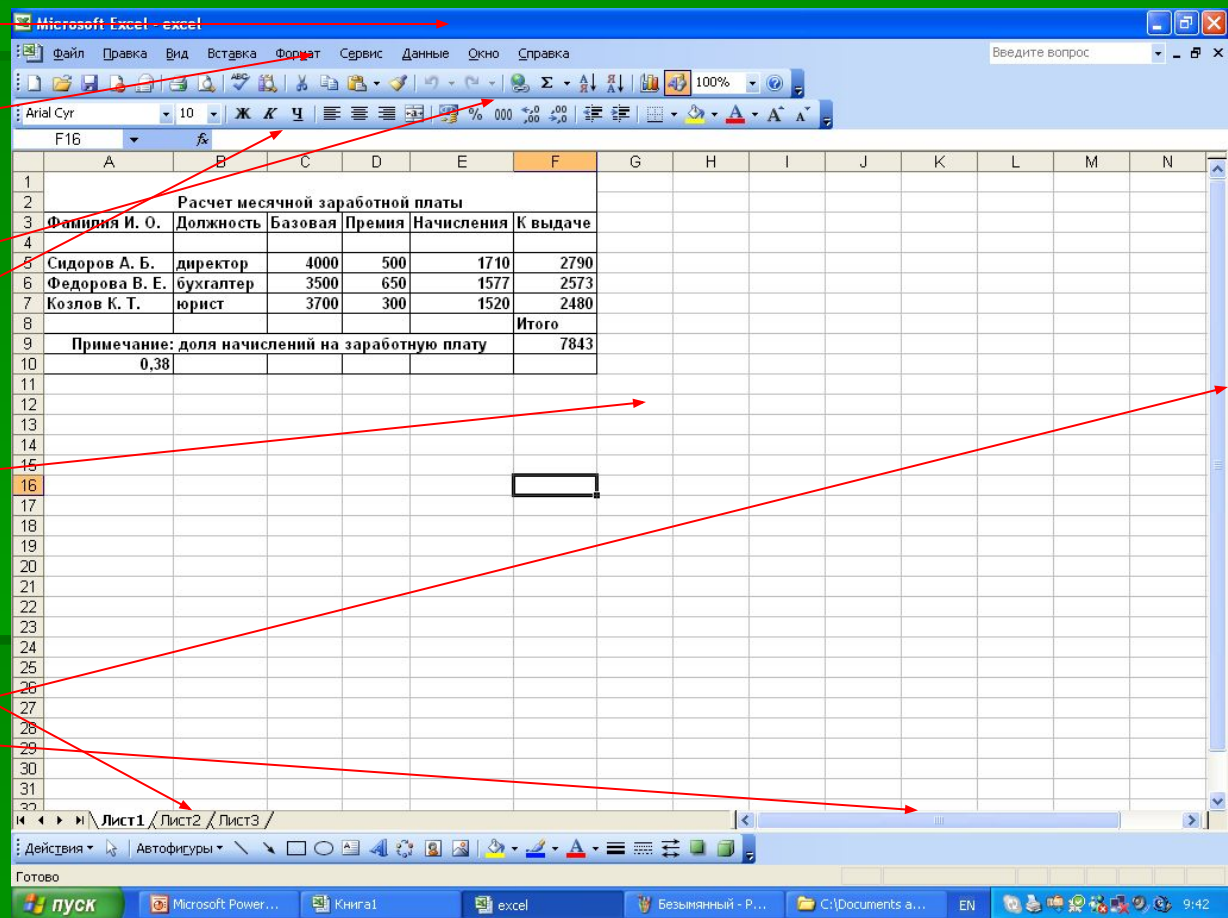 Microsoft Excel - excel
Файл Правка Вид Вставка Формат Сервис Данные Окно Справка Введите вопрос
100%
Arial Cyr 10 Ж К Ч % 000
F16 fx
A B C D E F G H I J K L M N
1
2 Расчет месячной заработной платы
3 Фамилия И. О. Должность Базовая Премия Начисления К выдаче
4
5 Сидоров А. Б. директор 4000 500 1710 2790
6 Федорова В. Е. бухгалтер 3500 650 1577 2573
7 Козлов К. Т. юрист 3700 300 1520 2480
8 Итого
9 Примечание: доля начислений на заработную плату 7843
10 0,38
11
12
13
14
15
16
17
18
19
20
21
22
23
24
25
26
27
28
29
30
31
32
Лист1 Лист2 Лист3
Действия Автофигуры
Готово
пуск Microsoft Power... Книга1 excel Безымянный - P... C:\Documents a... EN 9:42